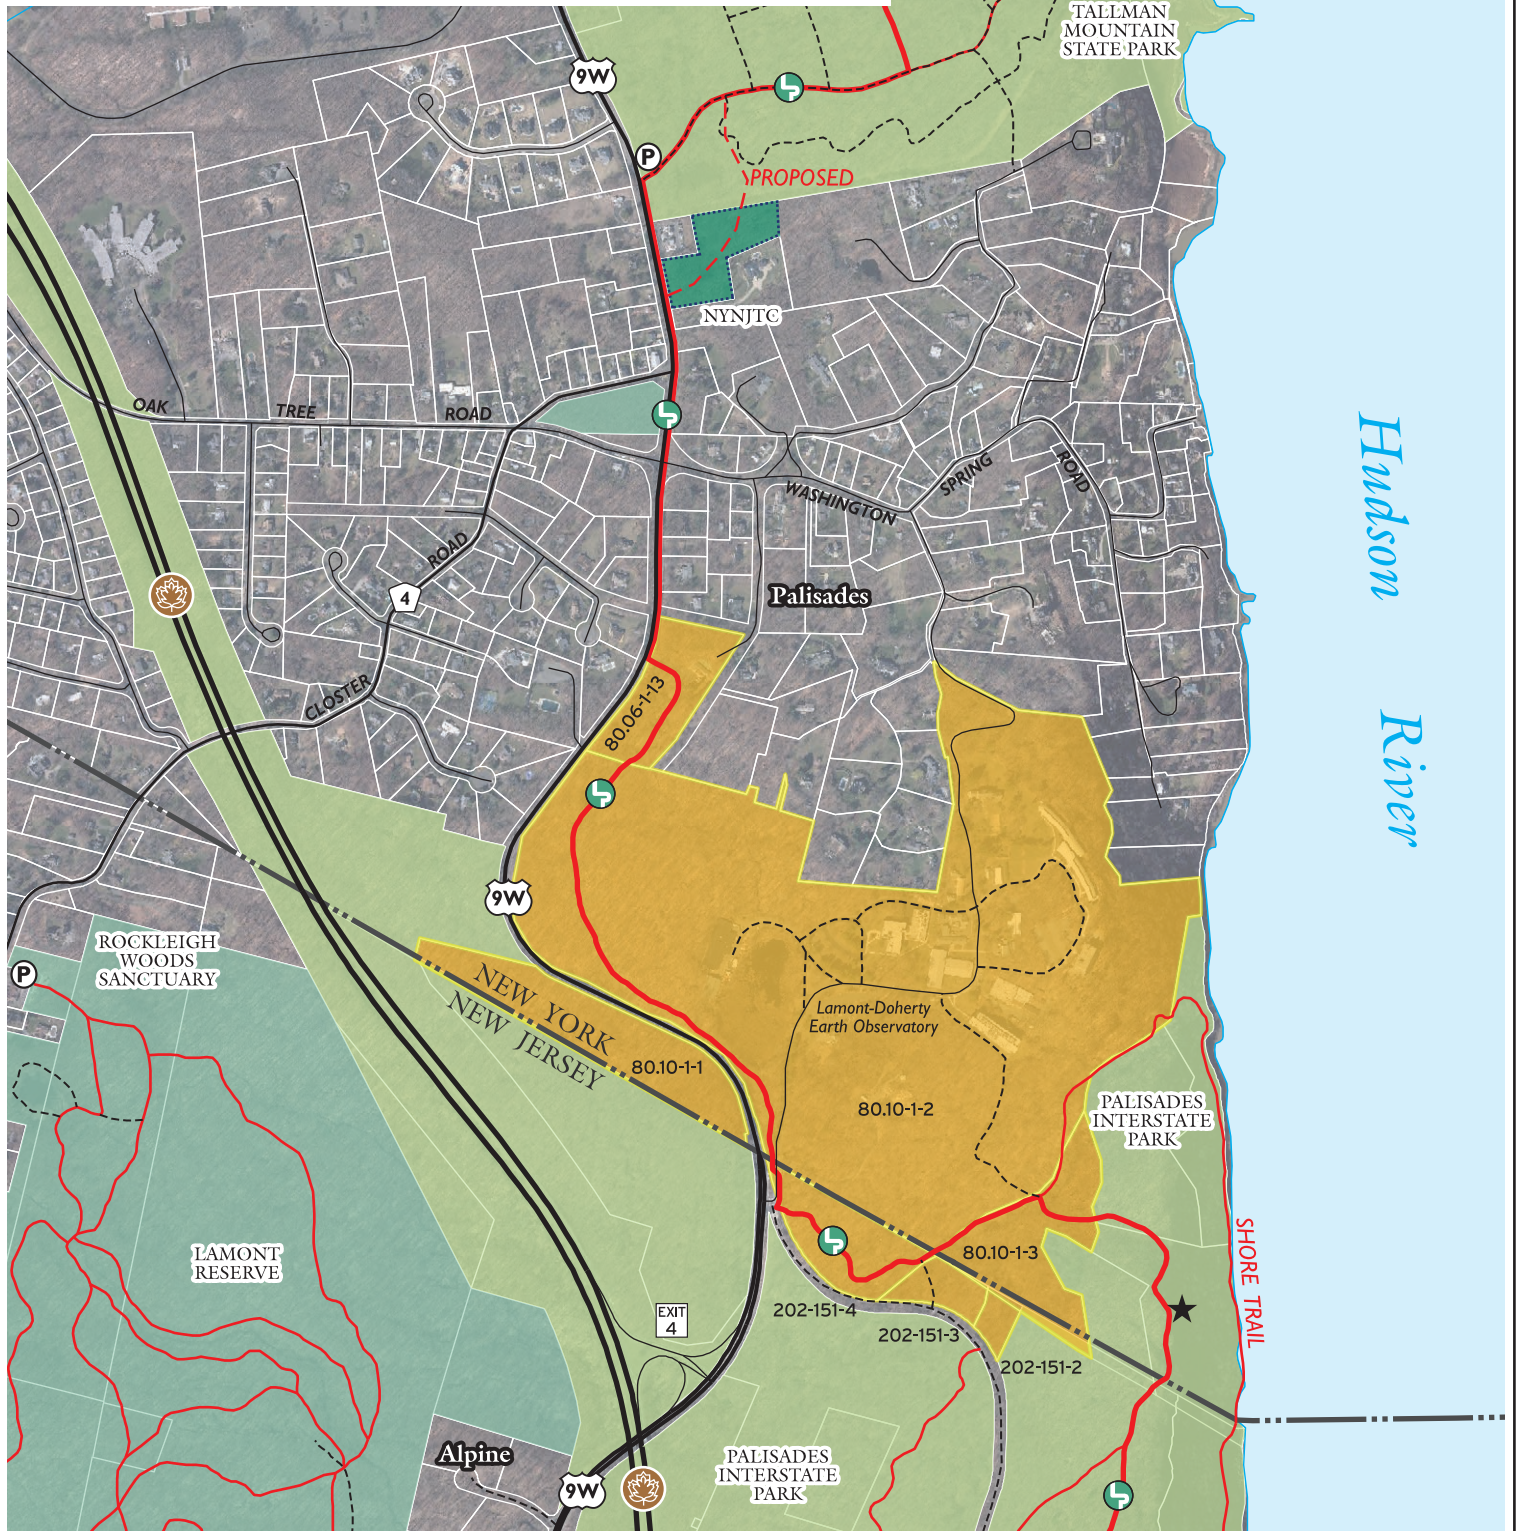 TALLMAN
MOUNTAIN
STATE PARK
9W
P
PROPOSED
NYNJTC
OAK TREE ROAD
WASHINGTON
SPRING ROAD
Hudson River
ROAD
4
CLOSTER
Palisades
80.06-1-13
9W
ROCKLEIGH
WOODS
SANCTUARY
P
NEW YORK
NEW JERSEY
80.10-1-1
Lamont-Doherty
Earth Observatory
80.10-1-2
PALISADES
INTERSTATE
PARK
LAMONT
RESERVE
80.10-1-3
SHORE TRAIL
EXIT
4
202-151-4
202-151-3
202-151-2
Alpine
9W
PALISADES
INTERSTATE
PARK